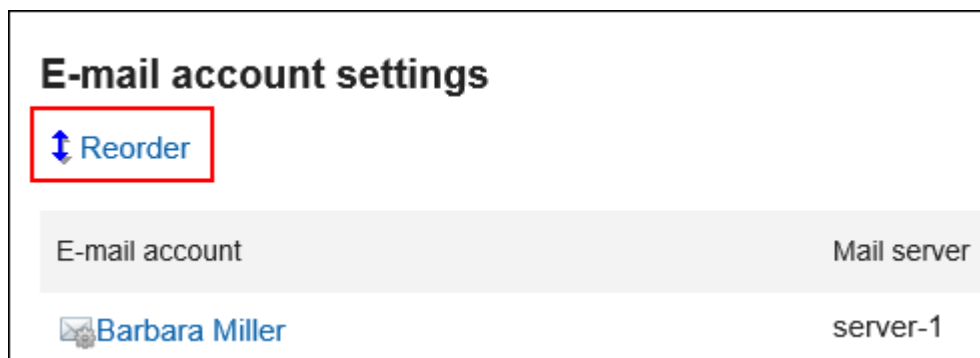 E-mail account settings
Reorder
E-mail account Mail server
Barbara Miller server-1